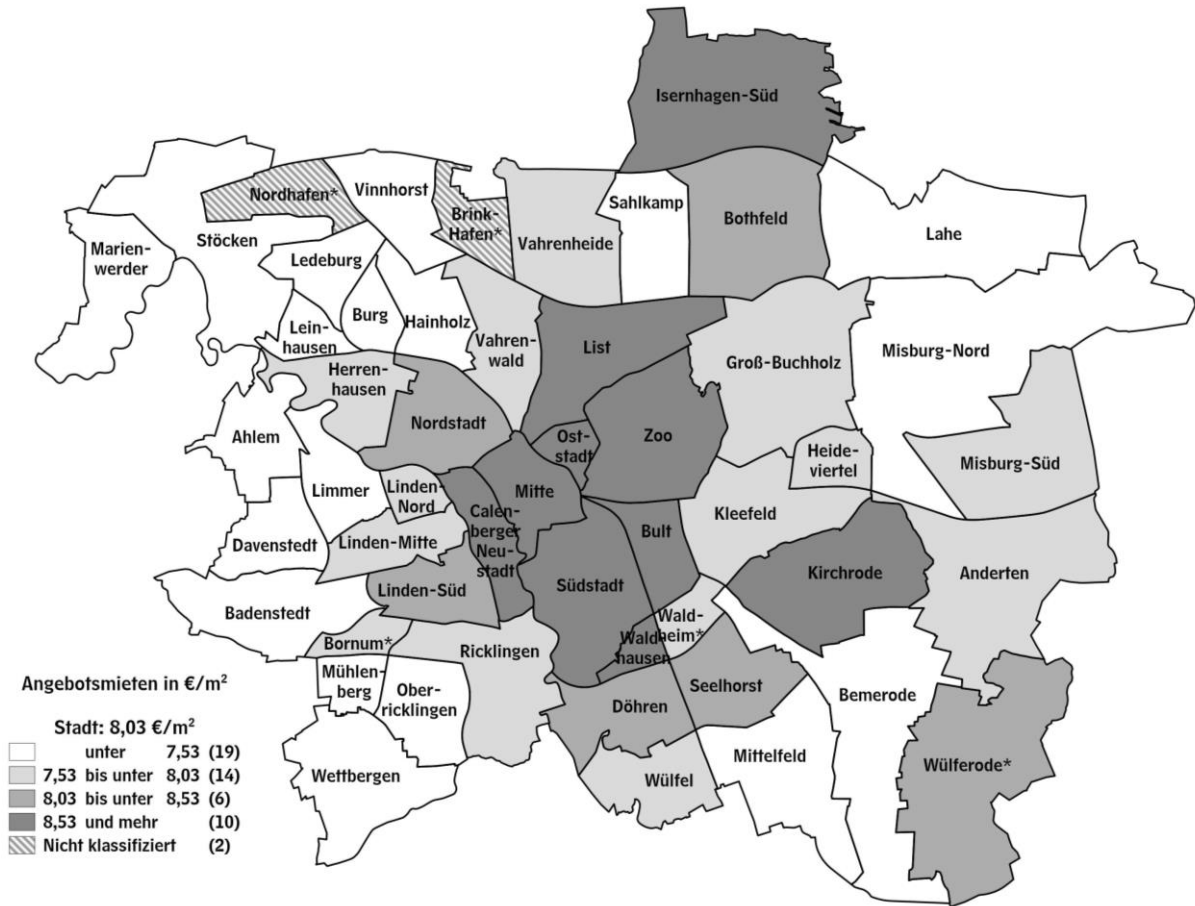 Isernhagen-Süd
Nordhafen*
Vinnhorst
Brink-
Hafen*
Sahlkamp
Bothfeld
Vahrenheide
Lahe
Marien-
werder
Stöcken
Ledeburg
Burg
Hainholz
Lein-
hausen
Vahren-
wald
List
Groß-Buchholz
Misburg-Nord
Herren-
hausen
Nordstadt
Ost-
stadt
Zoo
Heide-
viertel
Misburg-Süd
Ahlem
Limmer
Linden-
Nord
Mitte
Calen-
berger
Neu-
stadt
Kleefeld
Davenstedt
Linden-Mitte
Bult
Südstadt
Kirchrode
Anderten
Linden-Süd
Badenstedt
Wald-
heim*
Wald-
hausen
Bornum*
Ricklingen
Mühlen-
berg
Ober-
ricklingen
Seelhorst
Döhren
Bemerode
Mittelfeld
Wülferode*
Wettbergen
Wülfel
Angebotsmieten in €/m²
Stadt: 8,03 €/m²
unter 7,53 (19)
7,53 bis unter 8,03 (14)
8,03 bis unter 8,53 (6)
8,53 und mehr (10)
Nicht klassifiziert (2)